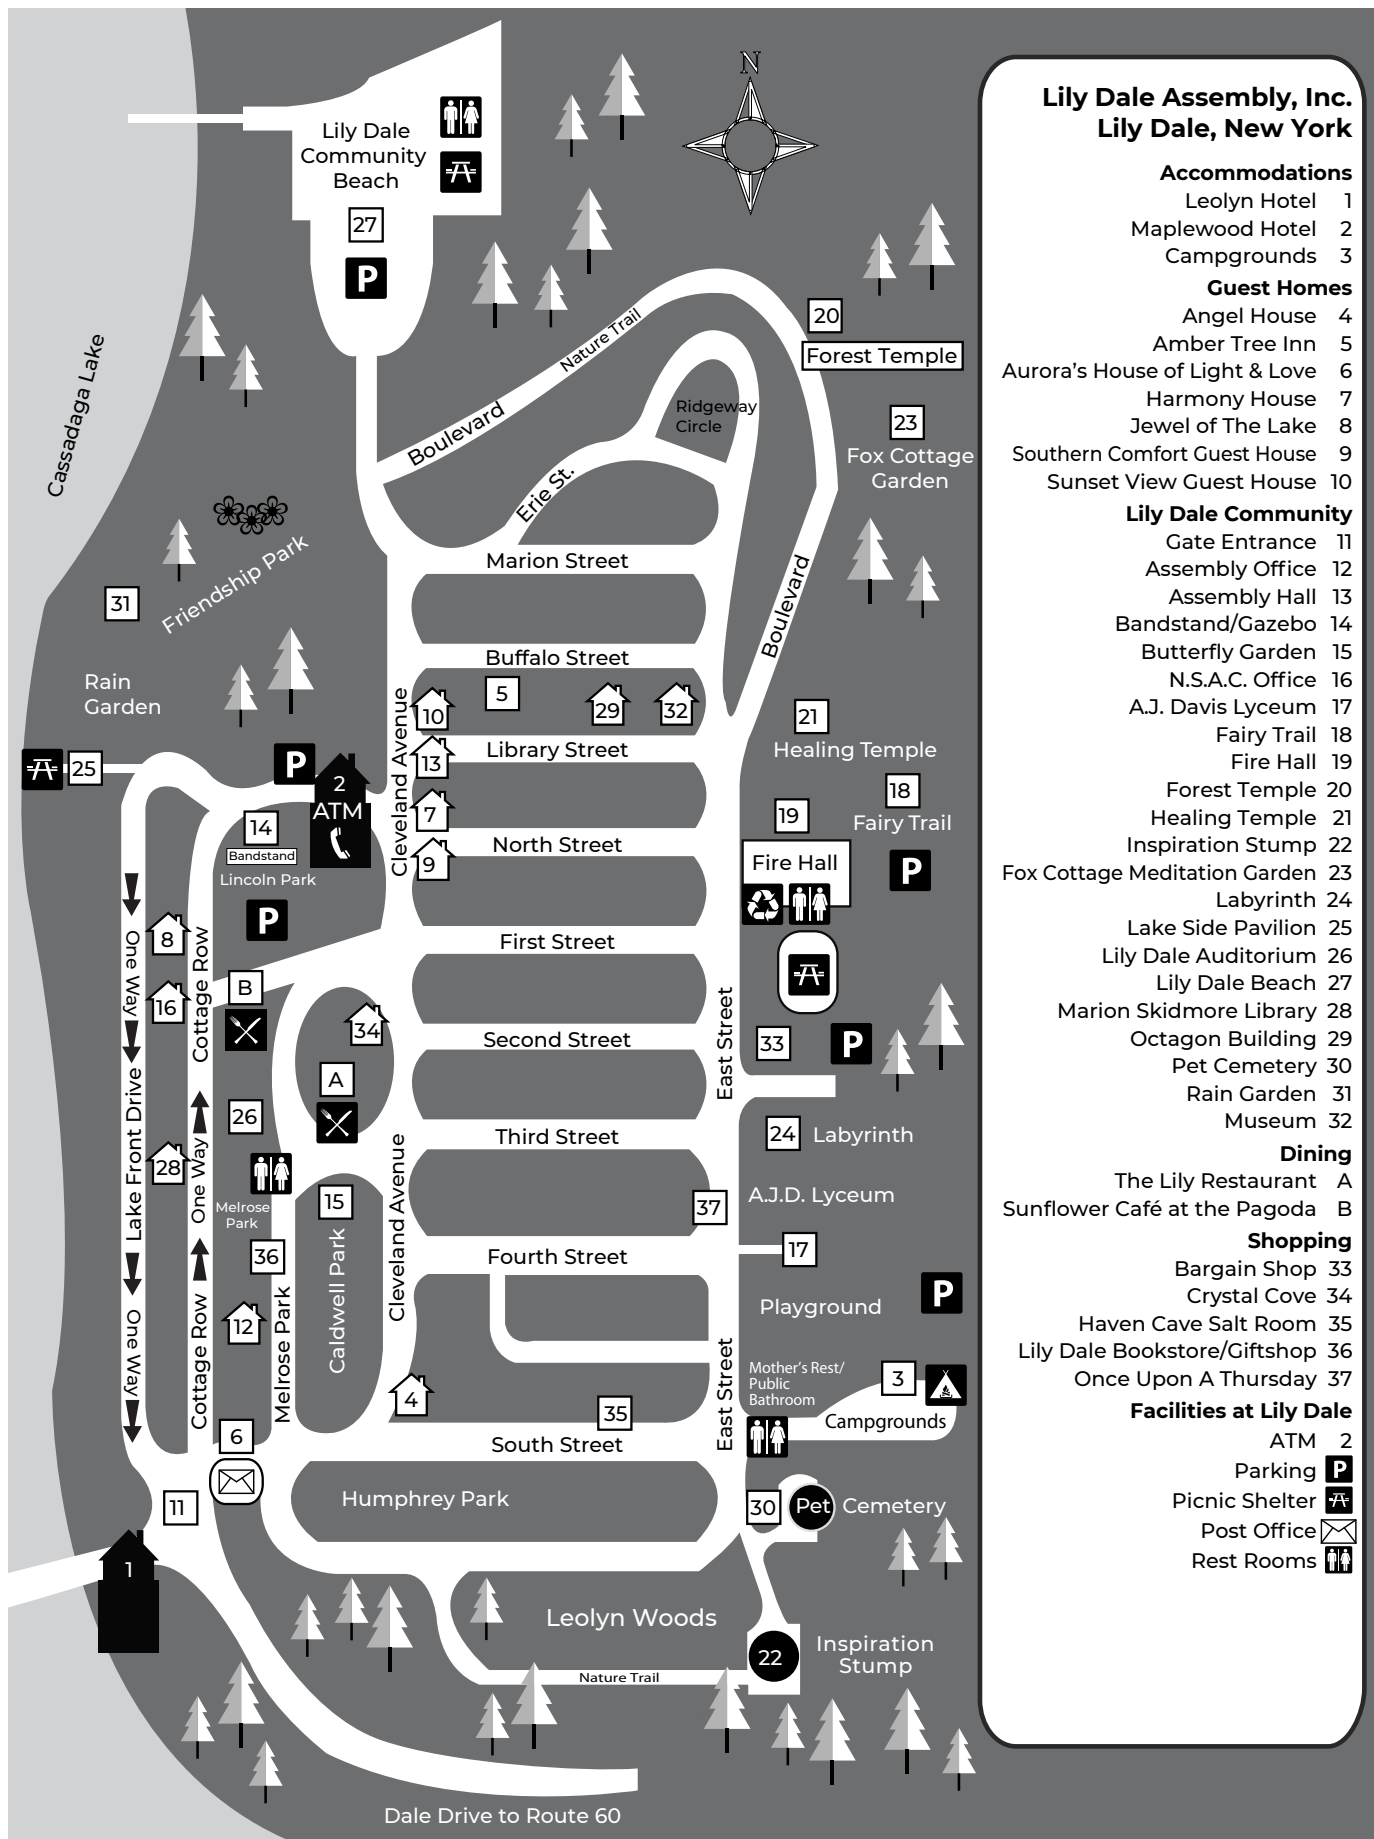 N
Lily Dale
Community
Beach
27
P
Cassadaga Lake
Nature Trail
Boulevard
20
Forest Temple
Ridgeway
Circle
23
Fox Cottage
Garden
Erie St.
Friendship Park
31
Marion Street
Boulevard
Rain
Garden
Buffalo Street
5
10
29
32
21
Healing Temple
Cleveland Avenue
Library Street
25
P
2
ATM
13
18
Fairy Trail
7
19
14
Bandstand
Lincoln Park
North Street
Fire Hall
P
9
P
8
One Way
Cottage Row
First Street
B
16
34
East Street
Second Street
33
P
A
Lake Front Drive
26
Third Street
24
Labyrinth
28
One Way
Melrose
Park
15
Cleveland Avenue
37
A.J.D. Lyceum
36
Caldwell Park
Fourth Street
17
Playground
P
One Way
Cottage Row
12
Melrose Park
East Street
Mother's Rest/
Public
Bathroom
3
Campgrounds
4
35
6
South Street
11
Humphrey Park
30
Pet
Cemetery
1
Leolyn Woods
22
Inspiration
Stump
Nature Trail
Dale Drive to Route 60
Lily Dale Assembly, Inc.
Lily Dale, New York
Accommodations
Leolyn Hotel 1
Maplewood Hotel 2
Campgrounds 3
Guest Homes
Angel House 4
Amber Tree Inn 5
Aurora's House of Light & Love 6
Harmony House 7
Jewel of The Lake 8
Southern Comfort Guest House 9
Sunset View Guest House 10
Lily Dale Community
Gate Entrance 11
Assembly Office 12
Assembly Hall 13
Bandstand/Gazebo 14
Butterfly Garden 15
N.S.A.C. Office 16
A.J. Davis Lyceum 17
Fairy Trail 18
Fire Hall 19
Forest Temple 20
Healing Temple 21
Inspiration Stump 22
Fox Cottage Meditation Garden 23
Labyrinth 24
Lake Side Pavilion 25
Lily Dale Auditorium 26
Lily Dale Beach 27
Marion Skidmore Library 28
Octagon Building 29
Pet Cemetery 30
Rain Garden 31
Museum 32
Dining
The Lily Restaurant A
Sunflower Café at the Pagoda B
Shopping
Bargain Shop 33
Crystal Cove 34
Haven Cave Salt Room 35
Lily Dale Bookstore/Giftshop 36
Once Upon A Thursday 37
Facilities at Lily Dale
ATM 2
Parking P
Picnic Shelter
Post Office
Rest Rooms